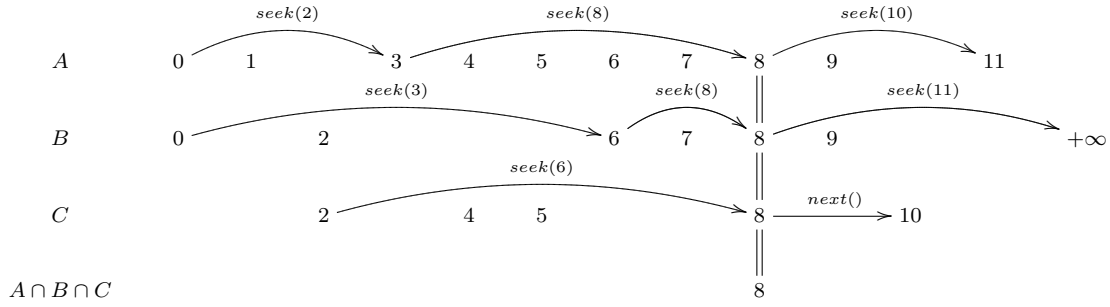 seek(2) seek(8) seek(10)
A 0 1 3 4 5 6 7 8 9 11
seek(3) seek(8) seek(11)
B 0 2 6 7 8 9 +∞
seek(6)
C 2 4 5 8 next() 10
A ∩ B ∩ C 8